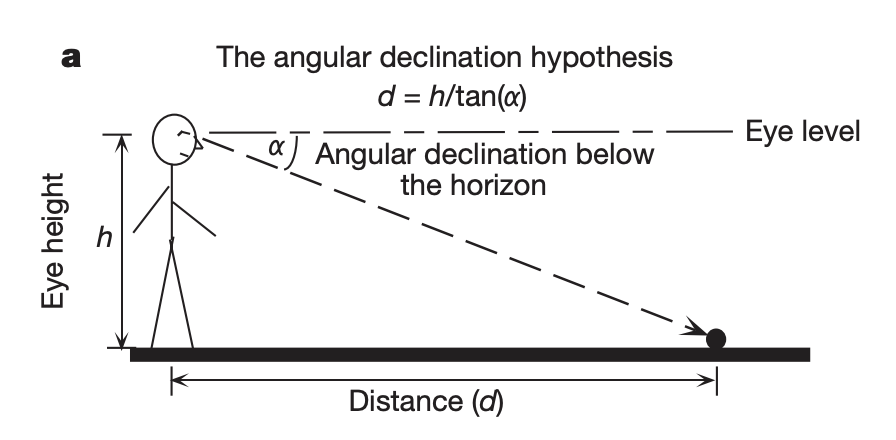 a
The angular declination hypothesis
d = h/tan(α)
Eye level
α
Angular declination below
the horizon
Eye height
h
Distance (d)